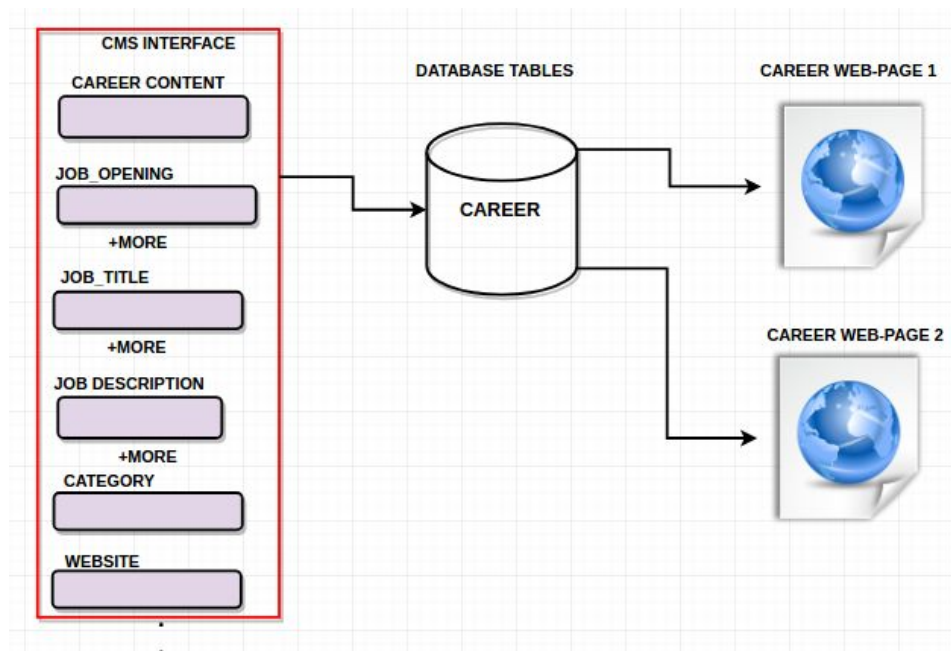 CMS INTERFACE
CAREER CONTENT
JOB_OPENING
+MORE
JOB_TITLE
+MORE
JOB DESCRIPTION
+MORE
CATEGORY
WEBSITE
DATABASE TABLES
CAREER
CAREER WEB-PAGE 1
CAREER WEB-PAGE 2